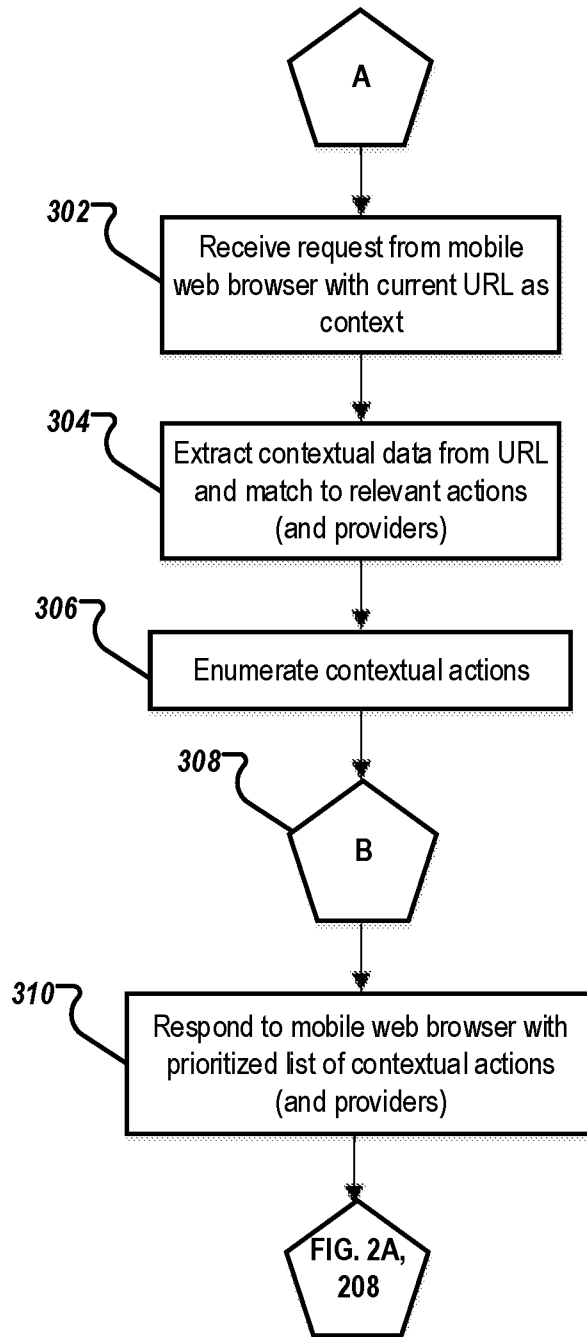 A
302
Receive request from mobile
web browser with current URL as
context
304
Extract contextual data from URL
and match to relevant actions
(and providers)
306
Enumerate contextual actions
308
B
310
Respond to mobile web browser with
prioritized list of contextual actions
(and providers)
FIG. 2A,
208